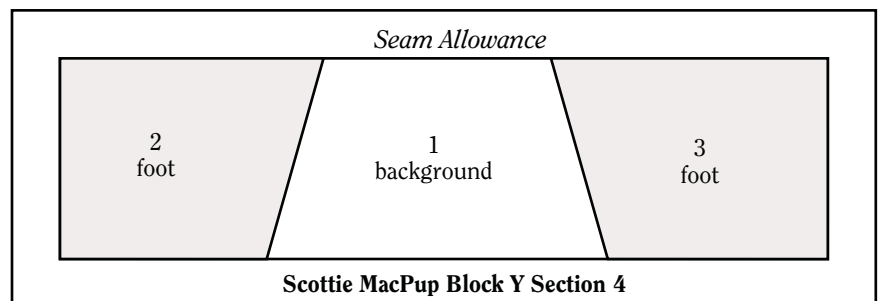 Seam Allowance
2
foot
1
background
3
foot
Scottie MacPup Block Y Section 4